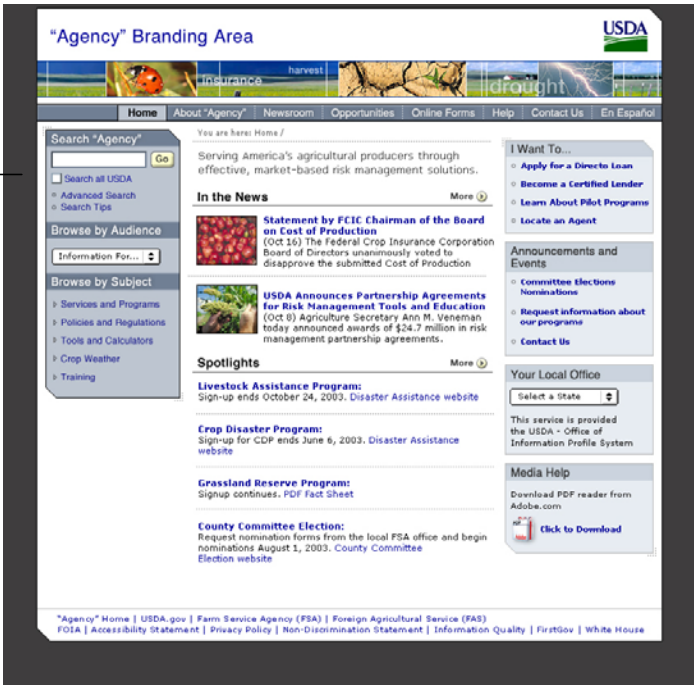 "Agency" Branding Area
USDA
insurance
harvest
drought
Home About "Agency" Newsroom Opportunities Online Forms Help Contact Us En Español
Search "Agency"
Go
Search all USDA
Advanced Search
Search Tips
Browse by Audience
Information For...
Browse by Subject
Services and Programs
Policies and Regulations
Tools and Calculators
Crop Weather
Training
You are here: Home /
Serving America's agricultural producers through
effective, market-based risk management solutions.
In the News More
Statement by FCIC Chairman of the Board
on Cost of Production
(Oct 16) The Federal Crop Insurance Corporation
Board of Directors unanimously voted to
disapprove the submitted Cost of Production
USDA Announces Partnership Agreements
for Risk Management Tools and Education
(Oct 8) Agriculture Secretary Ann M. Veneman
today announced awards of $24.7 million in risk
management partnership agreements.
Spotlights More
Livestock Assistance Program:
Sign-up ends October 24, 2003. Disaster Assistance website
Crop Disaster Program:
Sign-up for CDP ends June 6, 2003. Disaster Assistance
website
Grassland Reserve Program:
Signup continues. PDF Fact Sheet
County Committee Election:
Request nomination forms from the local FSA office and begin
nominations August 1, 2003. County Committee
Election website
I Want To...
Apply for a Directo Loan
Become a Certified Lender
Learn About Pilot Programs
Locate an Agent
Announcements and
Events
Committee Elections
Nominations
Request information about
our programs
Contact Us
Your Local Office
Select a State
This service is provided
the USDA - Office of
Information Profile System
Media Help
Download PDF reader from
Adobe.com
Click to Download
"Agency" Home | USDA.gov | Farm Service Agency (FSA) | Foreign Agricultural Service (FAS)
FOIA | Accessibility Statement | Privacy Policy | Non-Discrimination Statement | Information Quality | FirstGov | White House